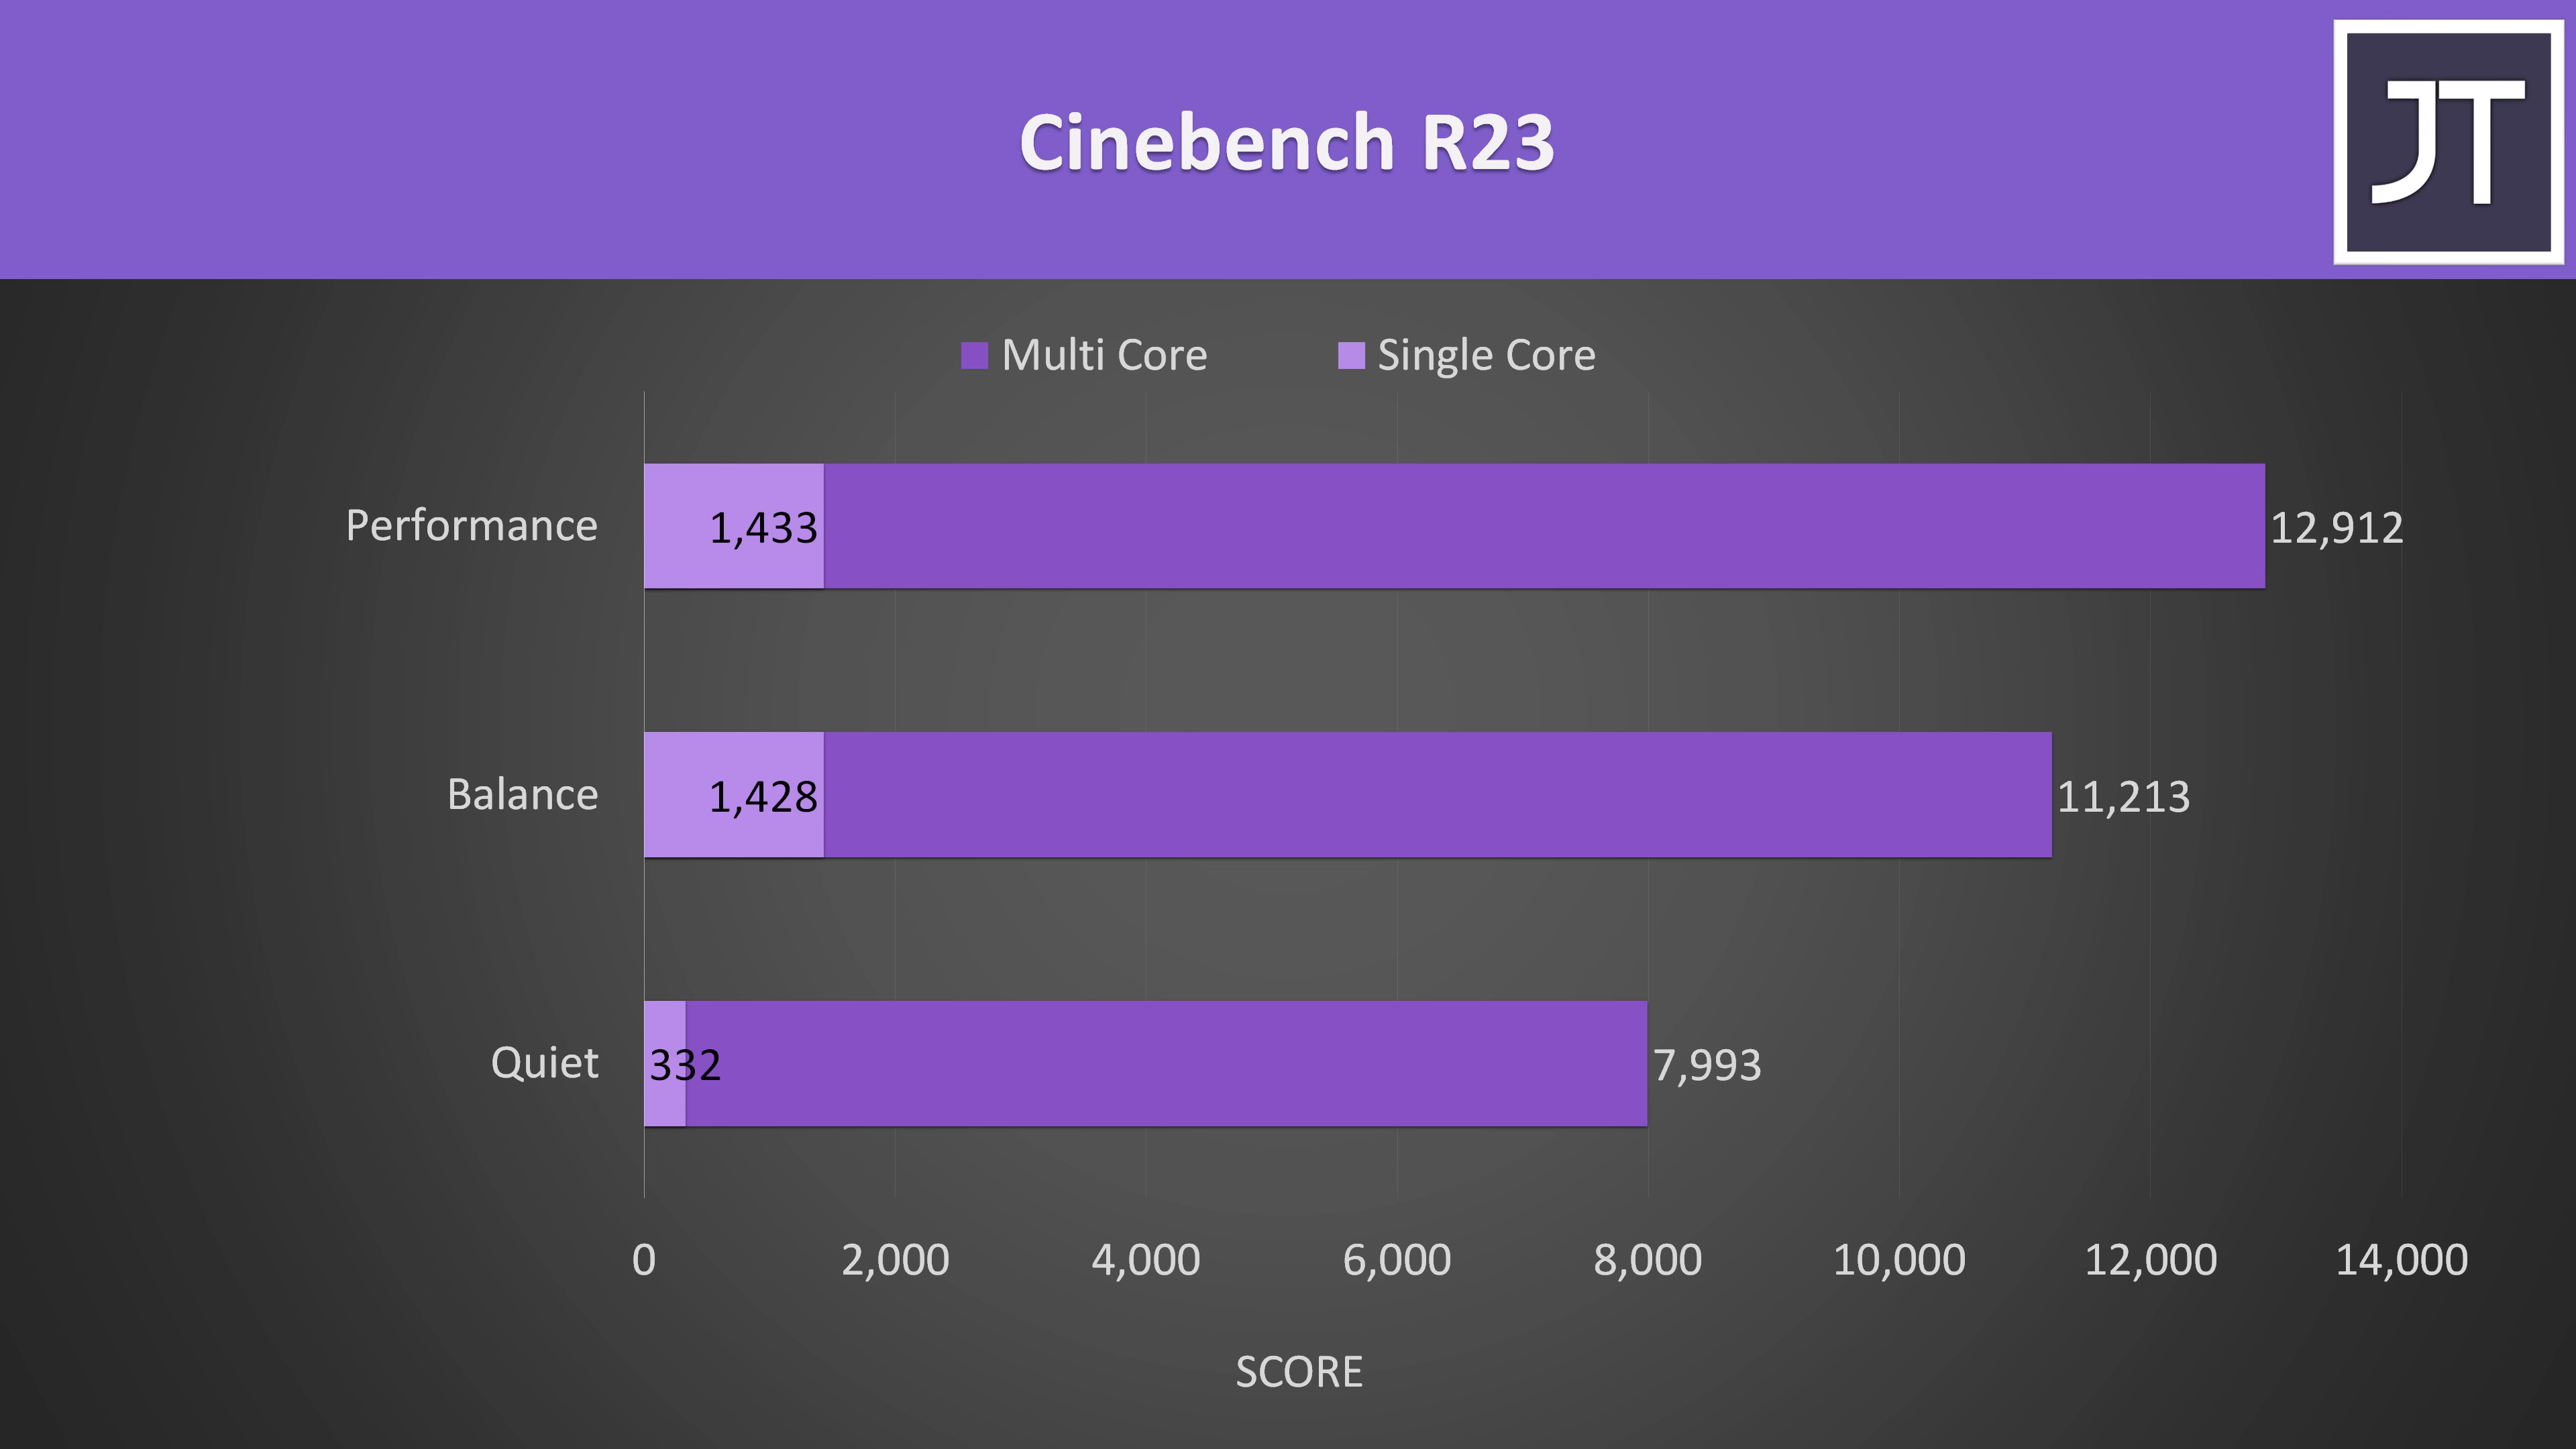 Cinebench R23
JT
Multi Core Single Core
Performance 1,433 12,912
Balance 1,428 11,213
Quiet 332 7,993
0 2,000 4,000 6,000 8,000 10,000 12,000 14,000
SCORE